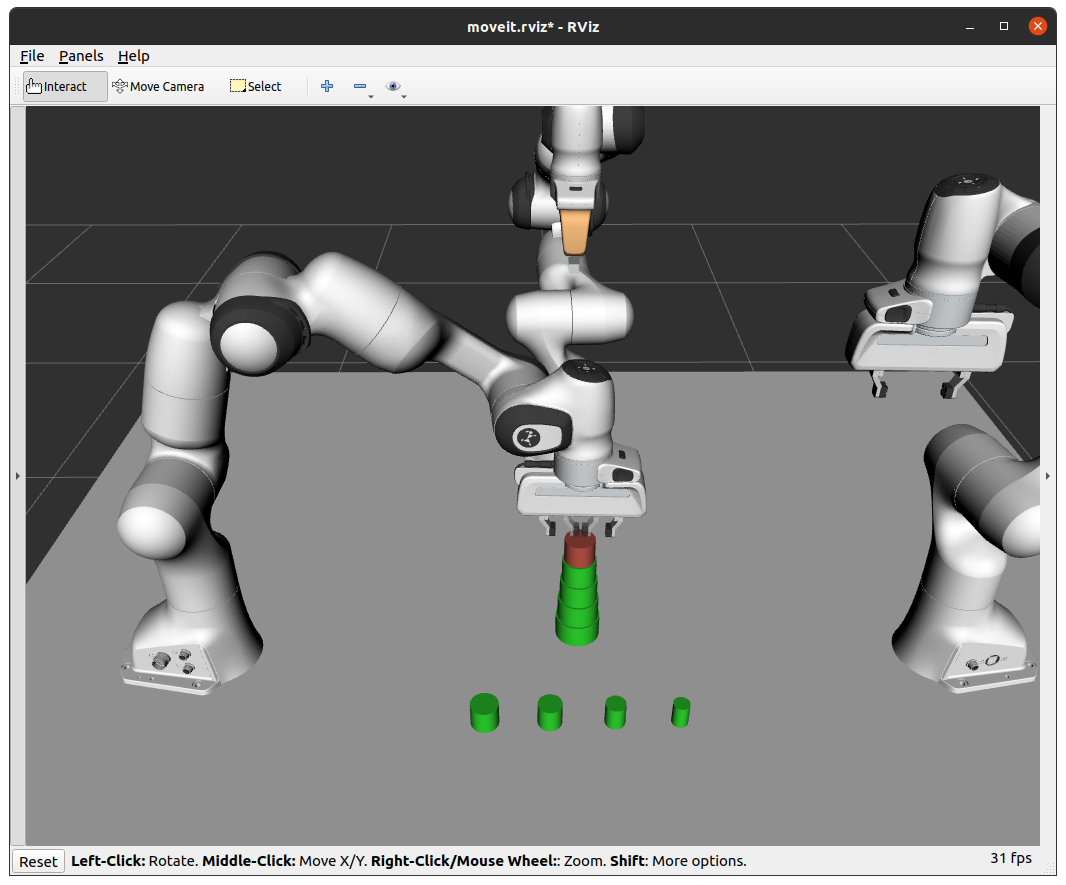 moveit.rviz* - RViz
File Panels Help
Interact Move Camera Select
Reset Left-Click: Rotate. Middle-Click: Move X/Y. Right-Click/Mouse Wheel:: Zoom. Shift: More options. 31 fps